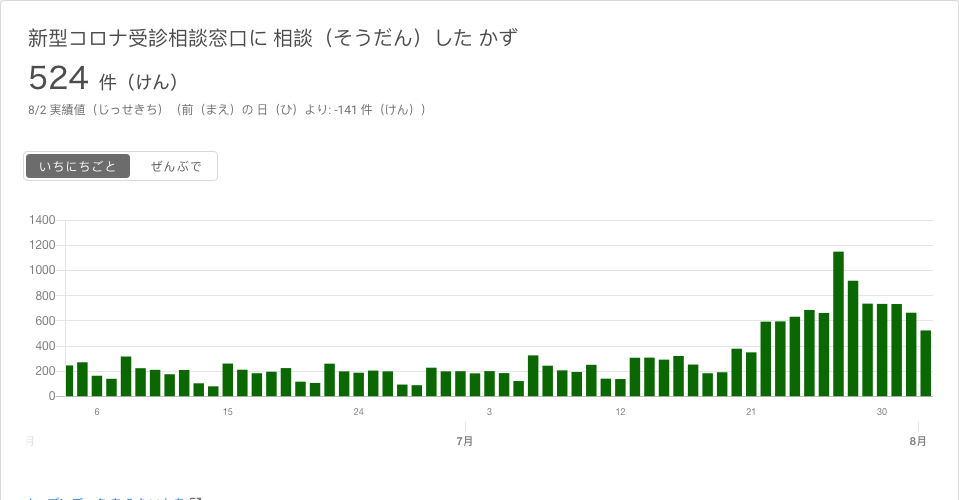 新型コロナ受診相談窓口に 相談（そうだん）した かず
524 件（けん）
8/2 実績値（じっせきち）（前（まえ）の 日（ひ）より: -141 件（けん））
いちにちごと ぜんぶで
1400
1200
1000
800
600
400
200
0
6 15 24 3 12 21 30
月 7月 8月